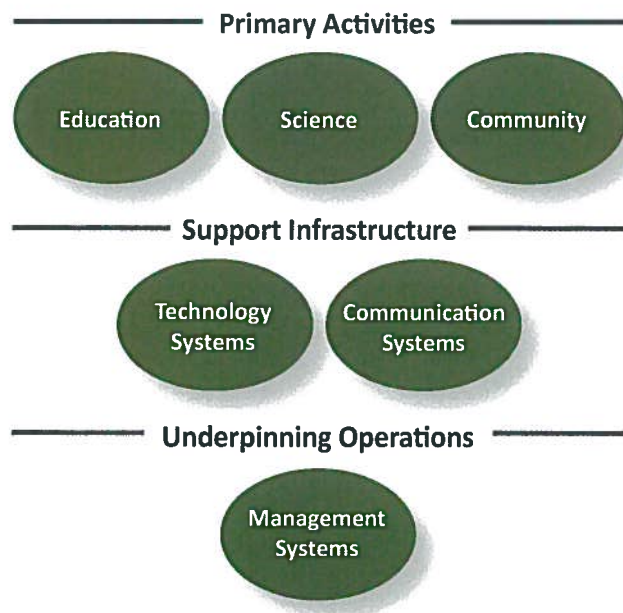 Primary Activities
Education
Science
Community
Support Infrastructure
Technology
Systems
Communication
Systems
Underpinning Operations
Management
Systems